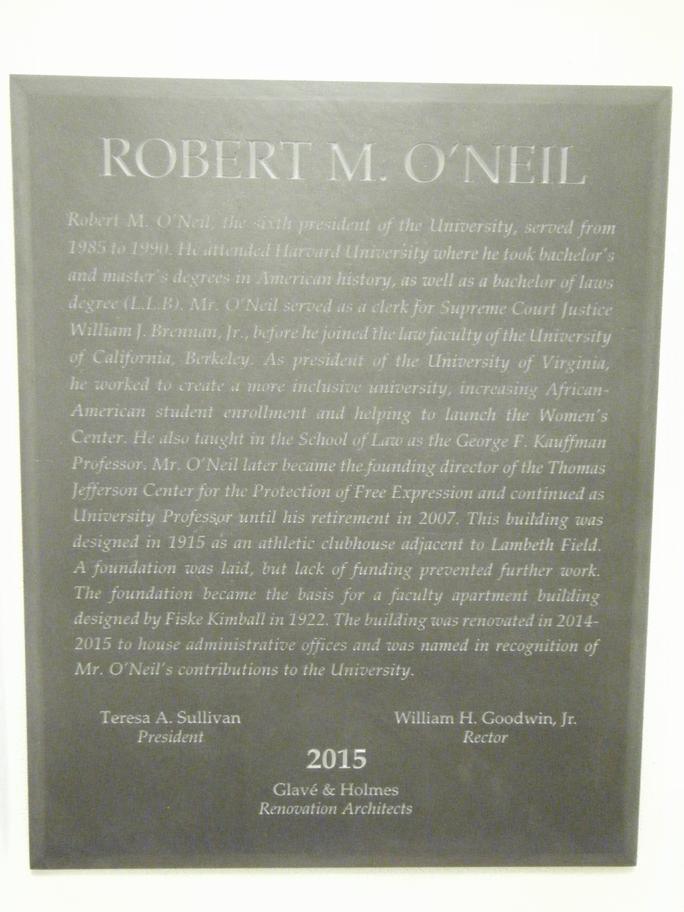 ROBERT M. O'NEIL
Robert M. O'Neil, the sixth president of the University, served from
1985 to 1990. He attended Harvard University where he took bachelor's
and master's degrees in American history, as well as a bachelor of laws
degree (L.L.B). Mr. O'Neil served as a clerk for Supreme Court Justice
William J. Brennan, Jr., before he joined the law faculty of the University
of California, Berkeley. As president of the University of Virginia,
he worked to create a more inclusive university, increasing African-
American student enrollment and helping to launch the Women's
Center. He also taught in the School of Law as the George F. Kauffman
Professor. Mr. O'Neil later became the founding director of the Thomas
Jefferson Center for the Protection of Free Expression and continued as
University Professor until his retirement in 2007. This building was
designed in 1915 as an athletic clubhouse adjacent to Lambeth Field.
A foundation was laid, but lack of funding prevented further work.
The foundation became the basis for a faculty apartment building
designed by Fiske Kimball in 1922. The building was renovated in 2014-
2015 to house administrative offices and was named in recognition of
Mr. O'Neil's contributions to the University.
Teresa A. Sullivan
President
William H. Goodwin, Jr.
Rector
2015
Glavé & Holmes
Renovation Architects